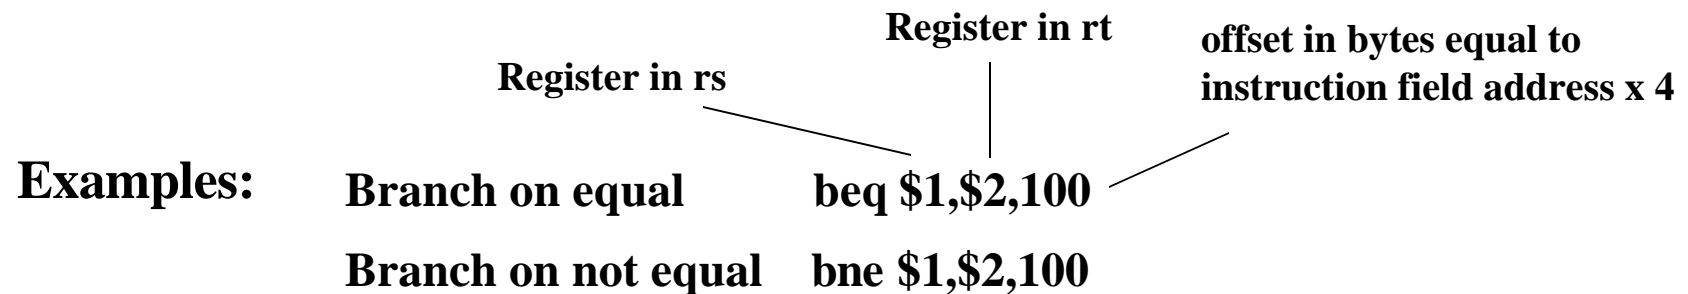 Register in rt
offset in bytes equal to
instruction field address x 4
Register in rs
Examples:
Branch on equal beq $1,$2,100
Branch on not equal bne $1,$2,100